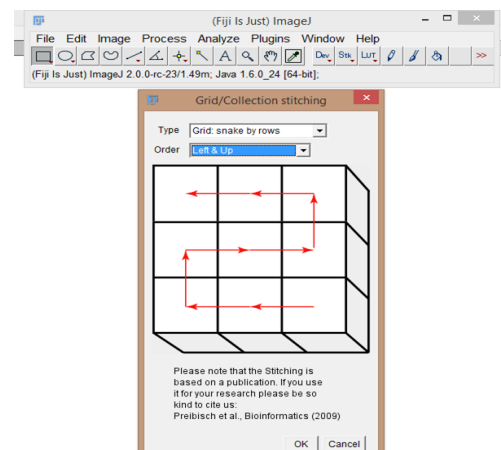 (Fiji Is Just) ImageJ
File Edit Image Process Analyze Plugins Window Help
Dev. Stk LUT >>
(Fiji Is Just) ImageJ 2.0.0-rc-23/1.49m; Java 1.6.0_24 [64-bit];
Grid/Collection stitching
Type Grid: snake by rows
Order Left & Up
Please note that the Stitching is
based on a publication. If you use
it for your research please be so
kind to cite us:
Preibisch et al., Bioinformatics (2009)
OK Cancel